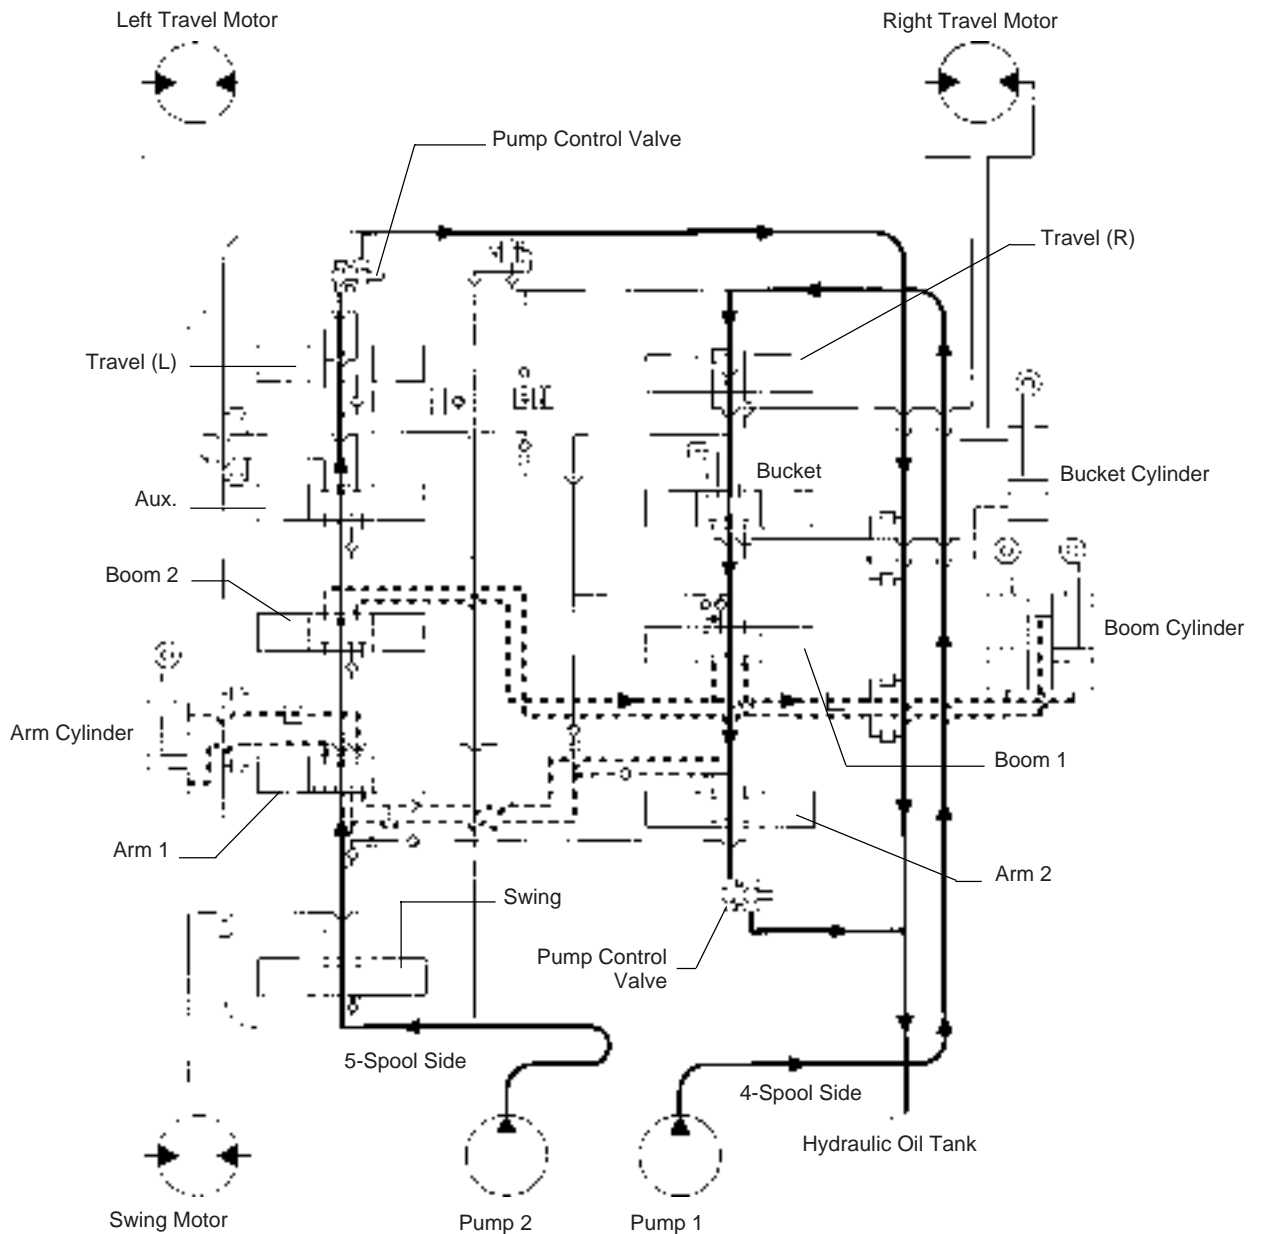 Left Travel Motor
Right Travel Motor
Pump Control Valve
Travel (R)
Travel (L)
Bucket
Bucket Cylinder
Aux.
Boom 2
Boom Cylinder
Arm Cylinder
Boom 1
Arm 1
Arm 2
Swing
Pump Control
Valve
5-Spool Side
4-Spool Side
Hydraulic Oil Tank
Swing Motor
Pump 2
Pump 1